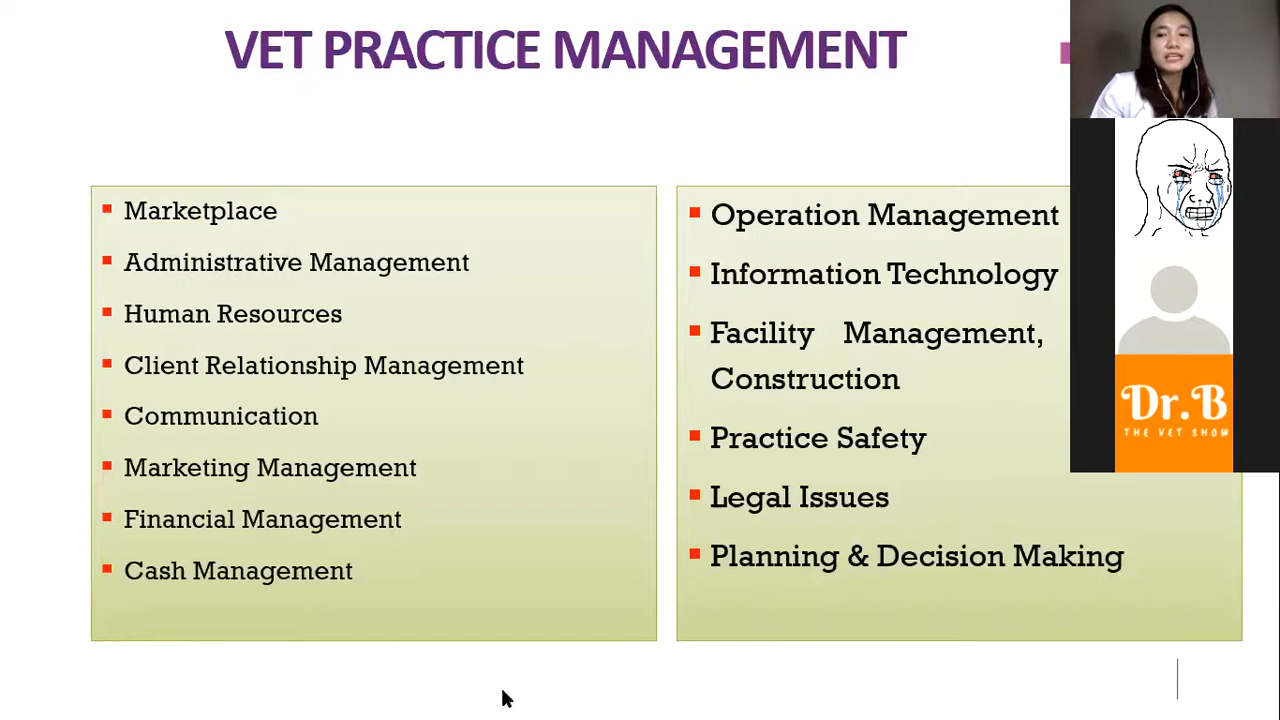 VET PRACTICE MANAGEMENT
Marketplace
Administrative Management
Human Resources
Client Relationship Management
Communication
Marketing Management
Financial Management
Cash Management
Operation Management
Information Technology
Facility Management,
Construction
Practice Safety
Legal Issues
Planning & Decision Making
Dr.B
THE VET SHOW